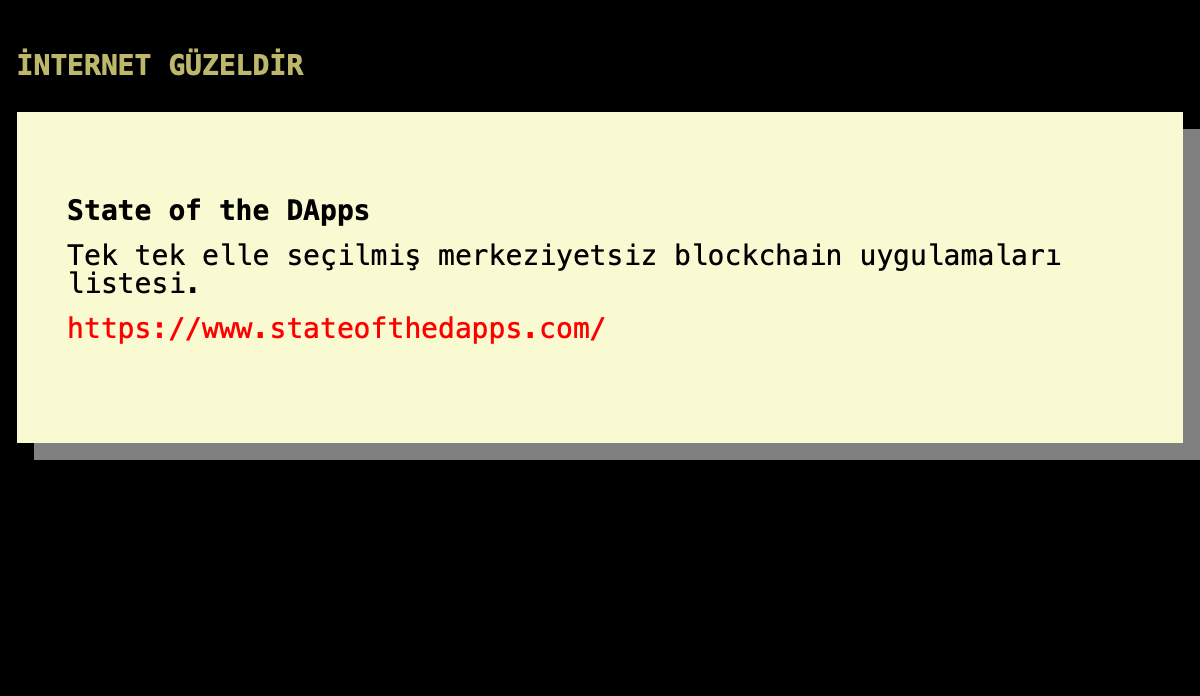 İNTERNET GÜZELDİR
State of the DApps
Tek tek elle seçilmiş merkeziyetsiz blockchain uygulamaları
listesi.
https://www.stateofthedapps.com/